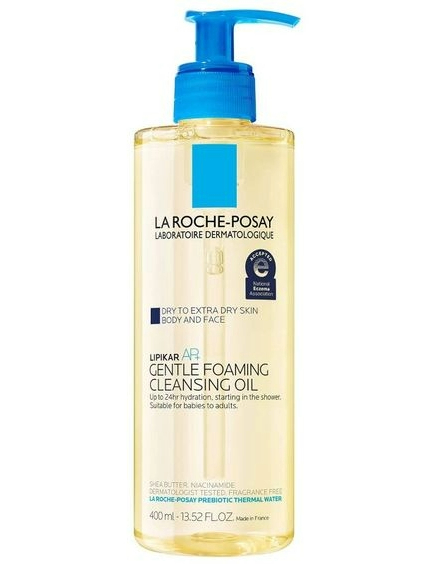 LA ROCHE-POSAY
LABORATOIRE DERMATOLOGIQUE
ACCEPTED
e
National
Eczema
Association
DRY TO EXTRA DRY SKIN
BODY AND FACE
LIPIKAR AP+
GENTLE FOAMING
CLEANSING OIL
Up to 24hr hydration, starting in the shower.
Suitable for babies to adults.
SHEA BUTTER. NIACINAMIDE
DERMATOLOGIST TESTED. FRAGRANCE FREE
LA ROCHE-POSAY PREBIOTIC THERMAL WATER
400 ml - 13.52 FL.OZ. Made in France